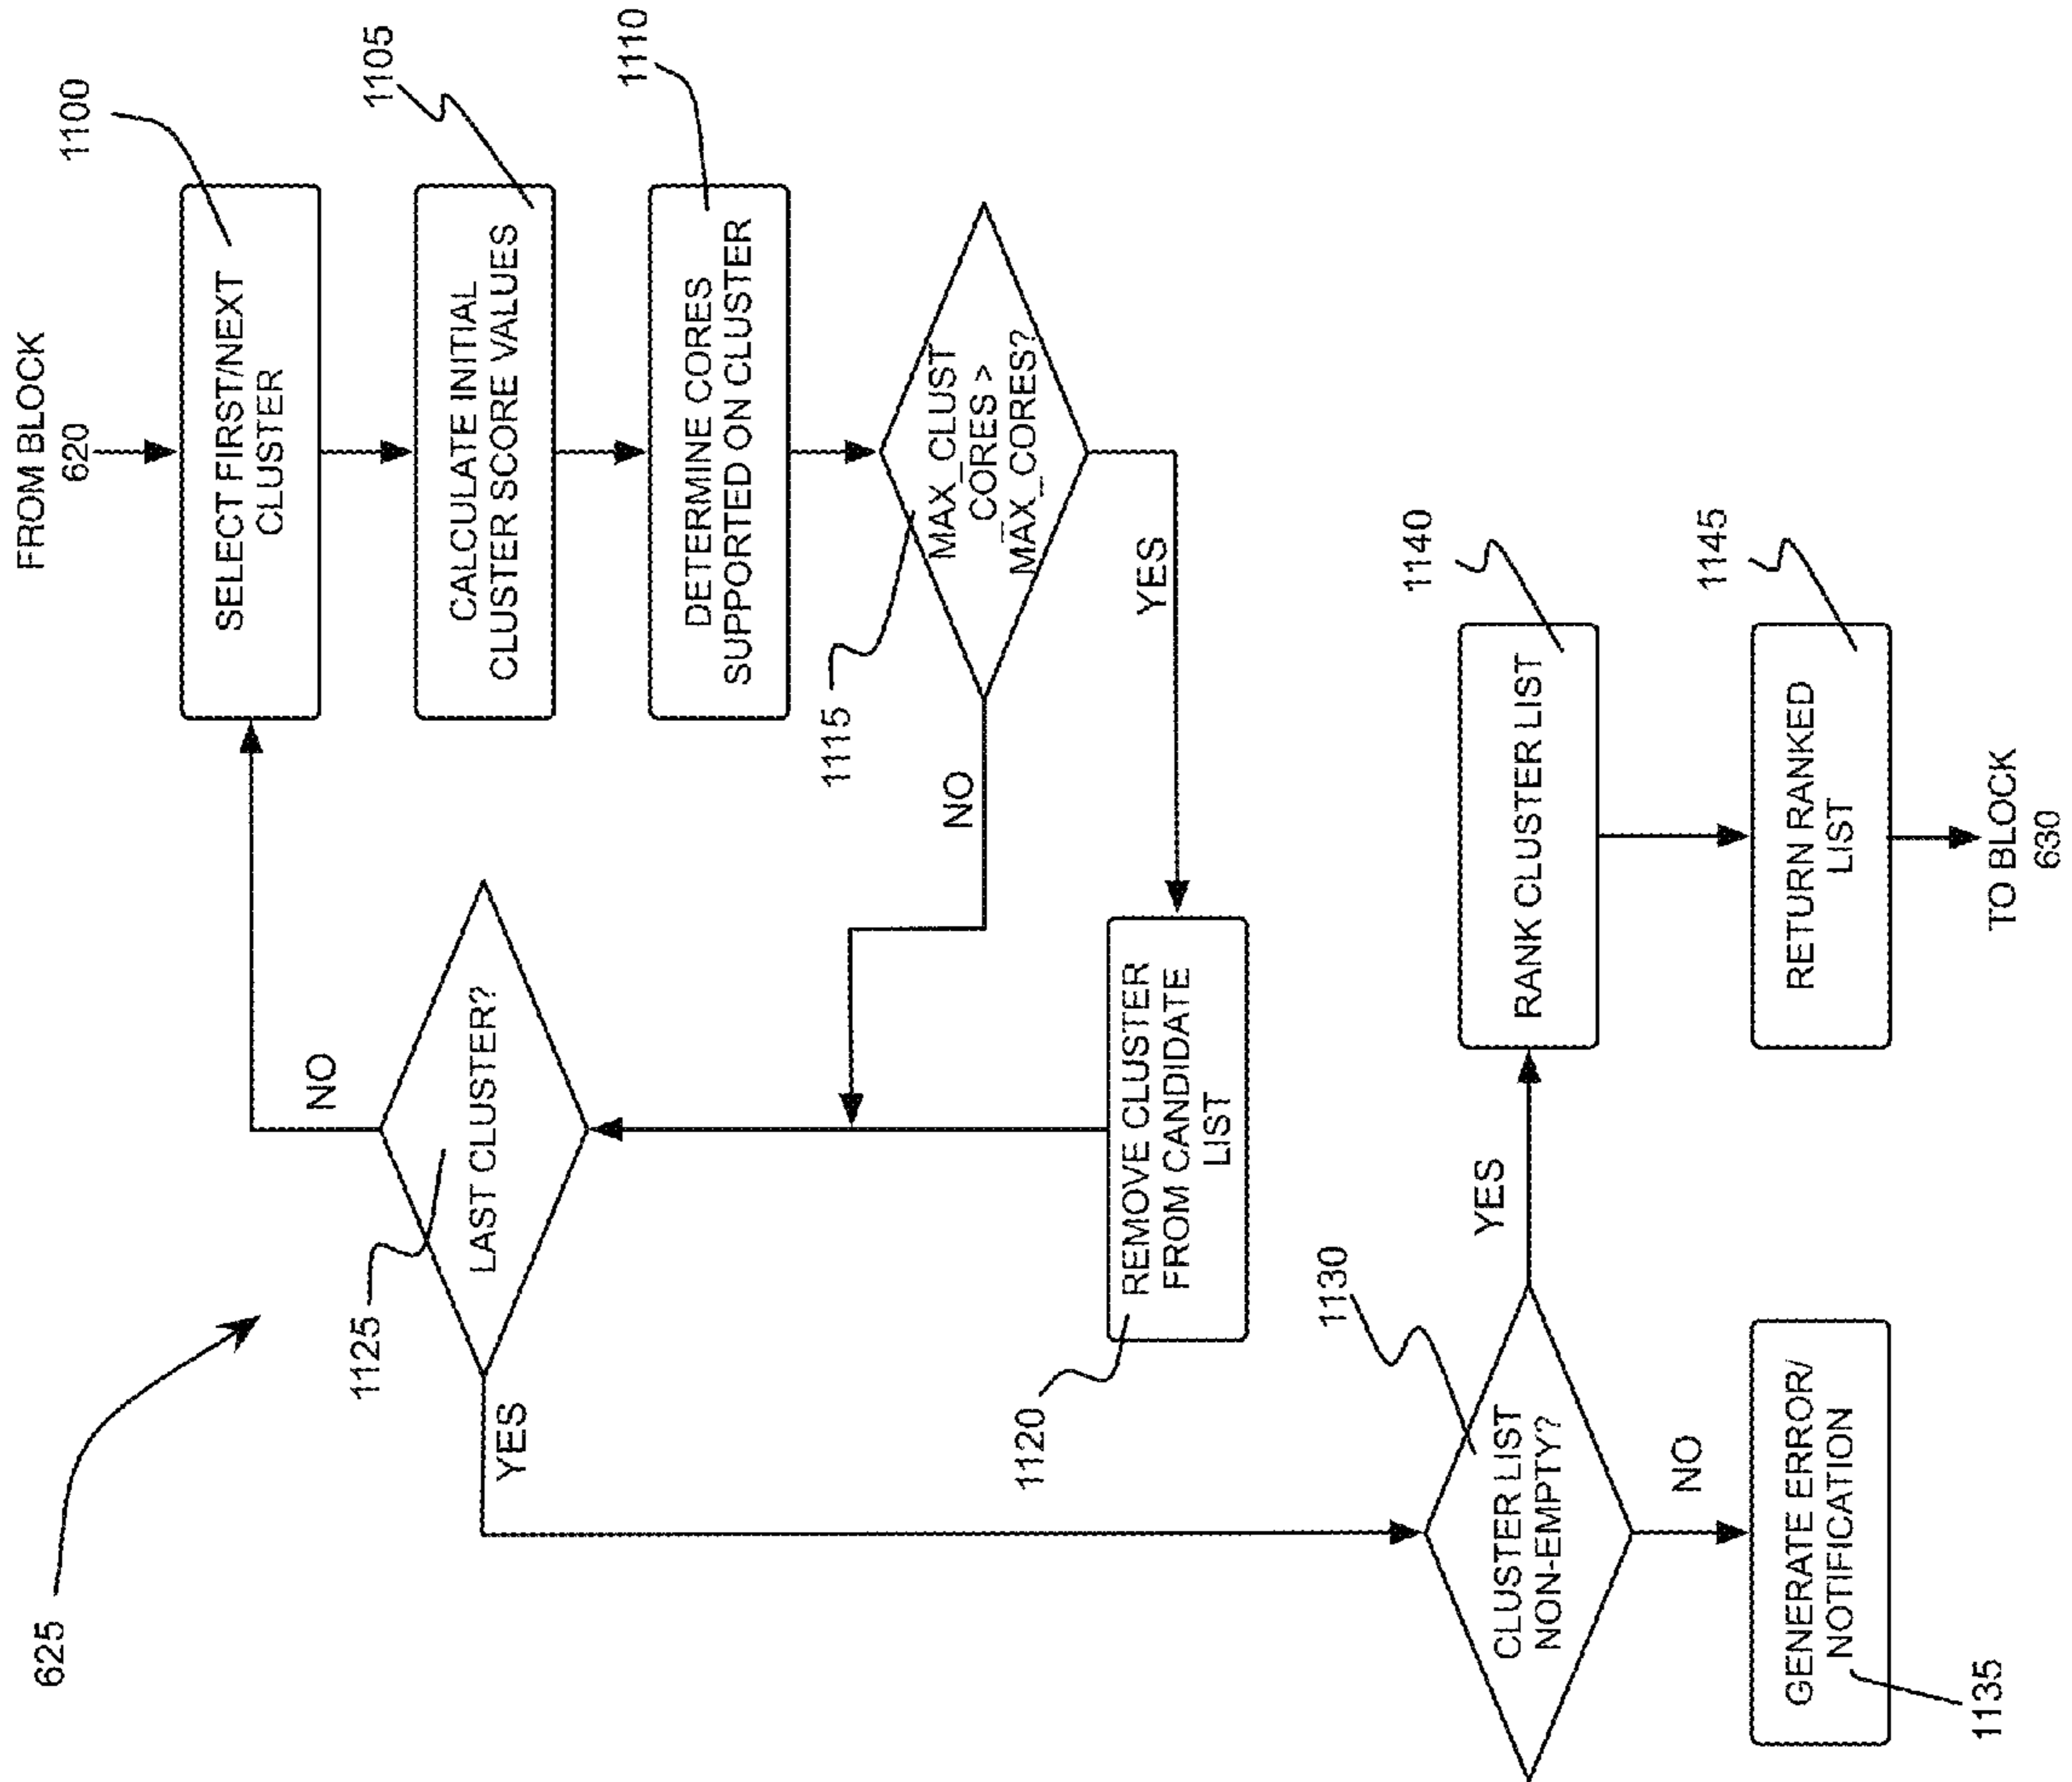 625
FROM BLOCK
620
1100
SELECT FIRST/NEXT
CLUSTER
1105
CALCULATE INITIAL
CLUSTER SCORE VALUES
1110
DETERMINE CORES
SUPPORTED ON CLUSTER
1115
MAX_CLUST
CORES >
MAX_CORES?
NO
YES
1120
REMOVE CLUSTER
FROM CANDIDATE
LIST
1125
LAST CLUSTER?
NO
YES
1130
CLUSTER LIST
NON-EMPTY?
YES
NO
1135
GENERATE ERROR/
NOTIFICATION
1140
RANK CLUSTER LIST
1145
RETURN RANKED
LIST
TO BLOCK
630